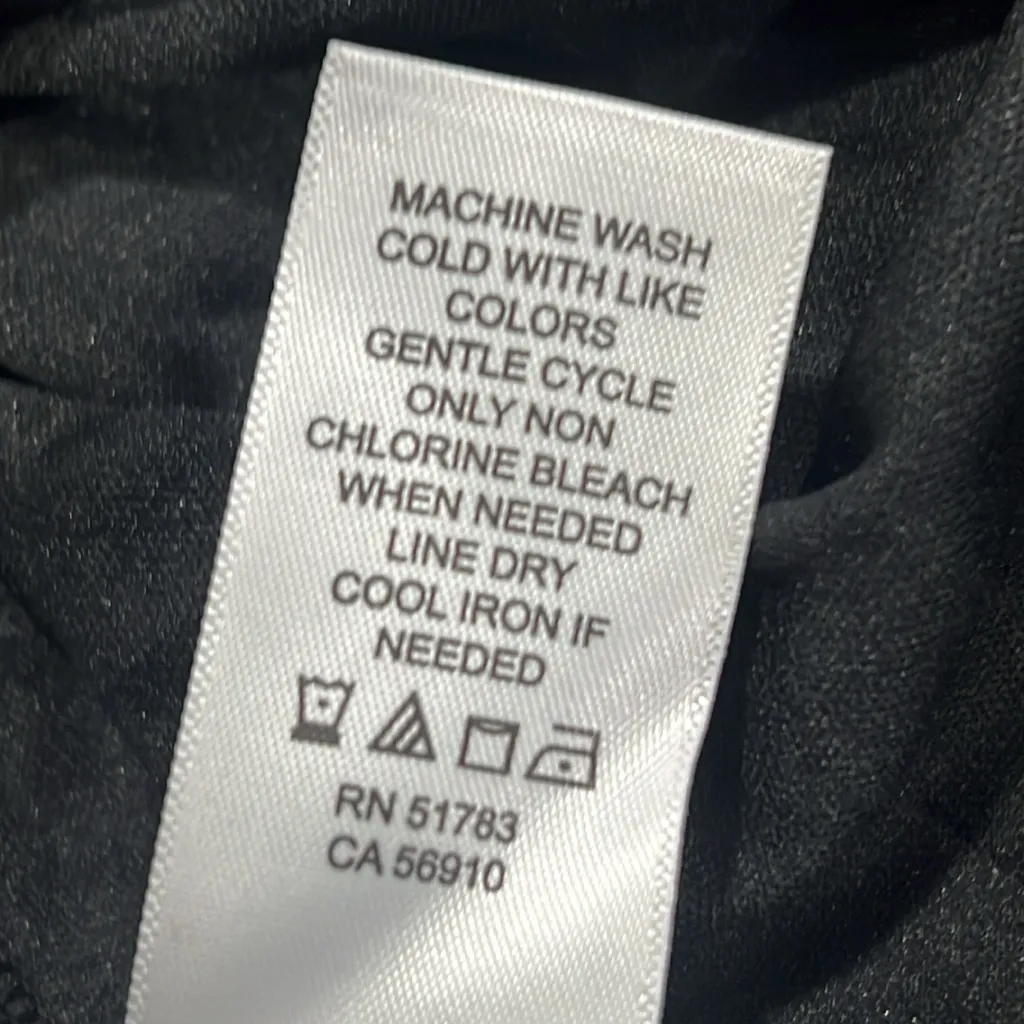 MACHINE WASH
COLD WITH LIKE
COLORS
GENTLE CYCLE
ONLY NON
CHLORINE BLEACH
WHEN NEEDED
LINE DRY
COOL IRON IF
NEEDED
RN 51783
CA 56910